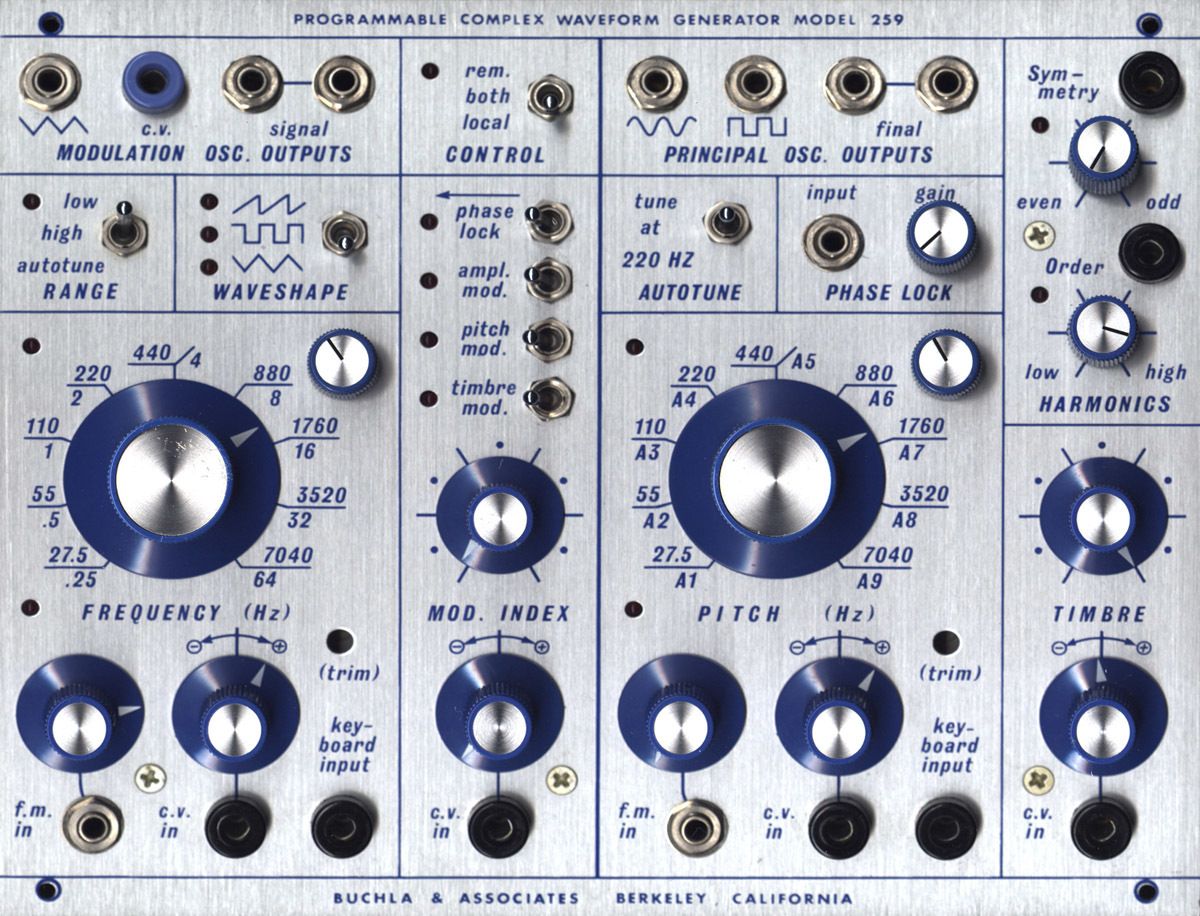 PROGRAMMABLE COMPLEX WAVEFORM GENERATOR MODEL 259
c.v.
signal
MODULATION OSC. OUTPUTS
rem.
both
local
CONTROL
final
PRINCIPAL OSC. OUTPUTS
Sym-
metry
even
odd
Order
low
high
HARMONICS
low
high
autotune
RANGE
WAVESHAPE
phase
lock
ampl.
mod.
pitch
mod.
timbre
mod.
tune
at
220 HZ
AUTOTUNE
input
gain
PHASE LOCK
440 4
220
2
880
8
110
1
1760
16
55
.5
3520
32
27.5
.25
7040
64
FREQUENCY (Hz)
MOD. INDEX
440 A5
220
A4
880
A6
110
A3
1760
A7
55
A2
3520
A8
27.5
A1
7040
A9
PITCH (Hz)
TIMBRE
- +
(trim)
key-
board
input
f.m.
in
c.v.
in
- +
c.v.
in
- +
(trim)
key-
board
input
f.m.
in
c.v.
in
- +
c.v.
in
BUCHLA & ASSOCIATES BERKELEY, CALIFORNIA